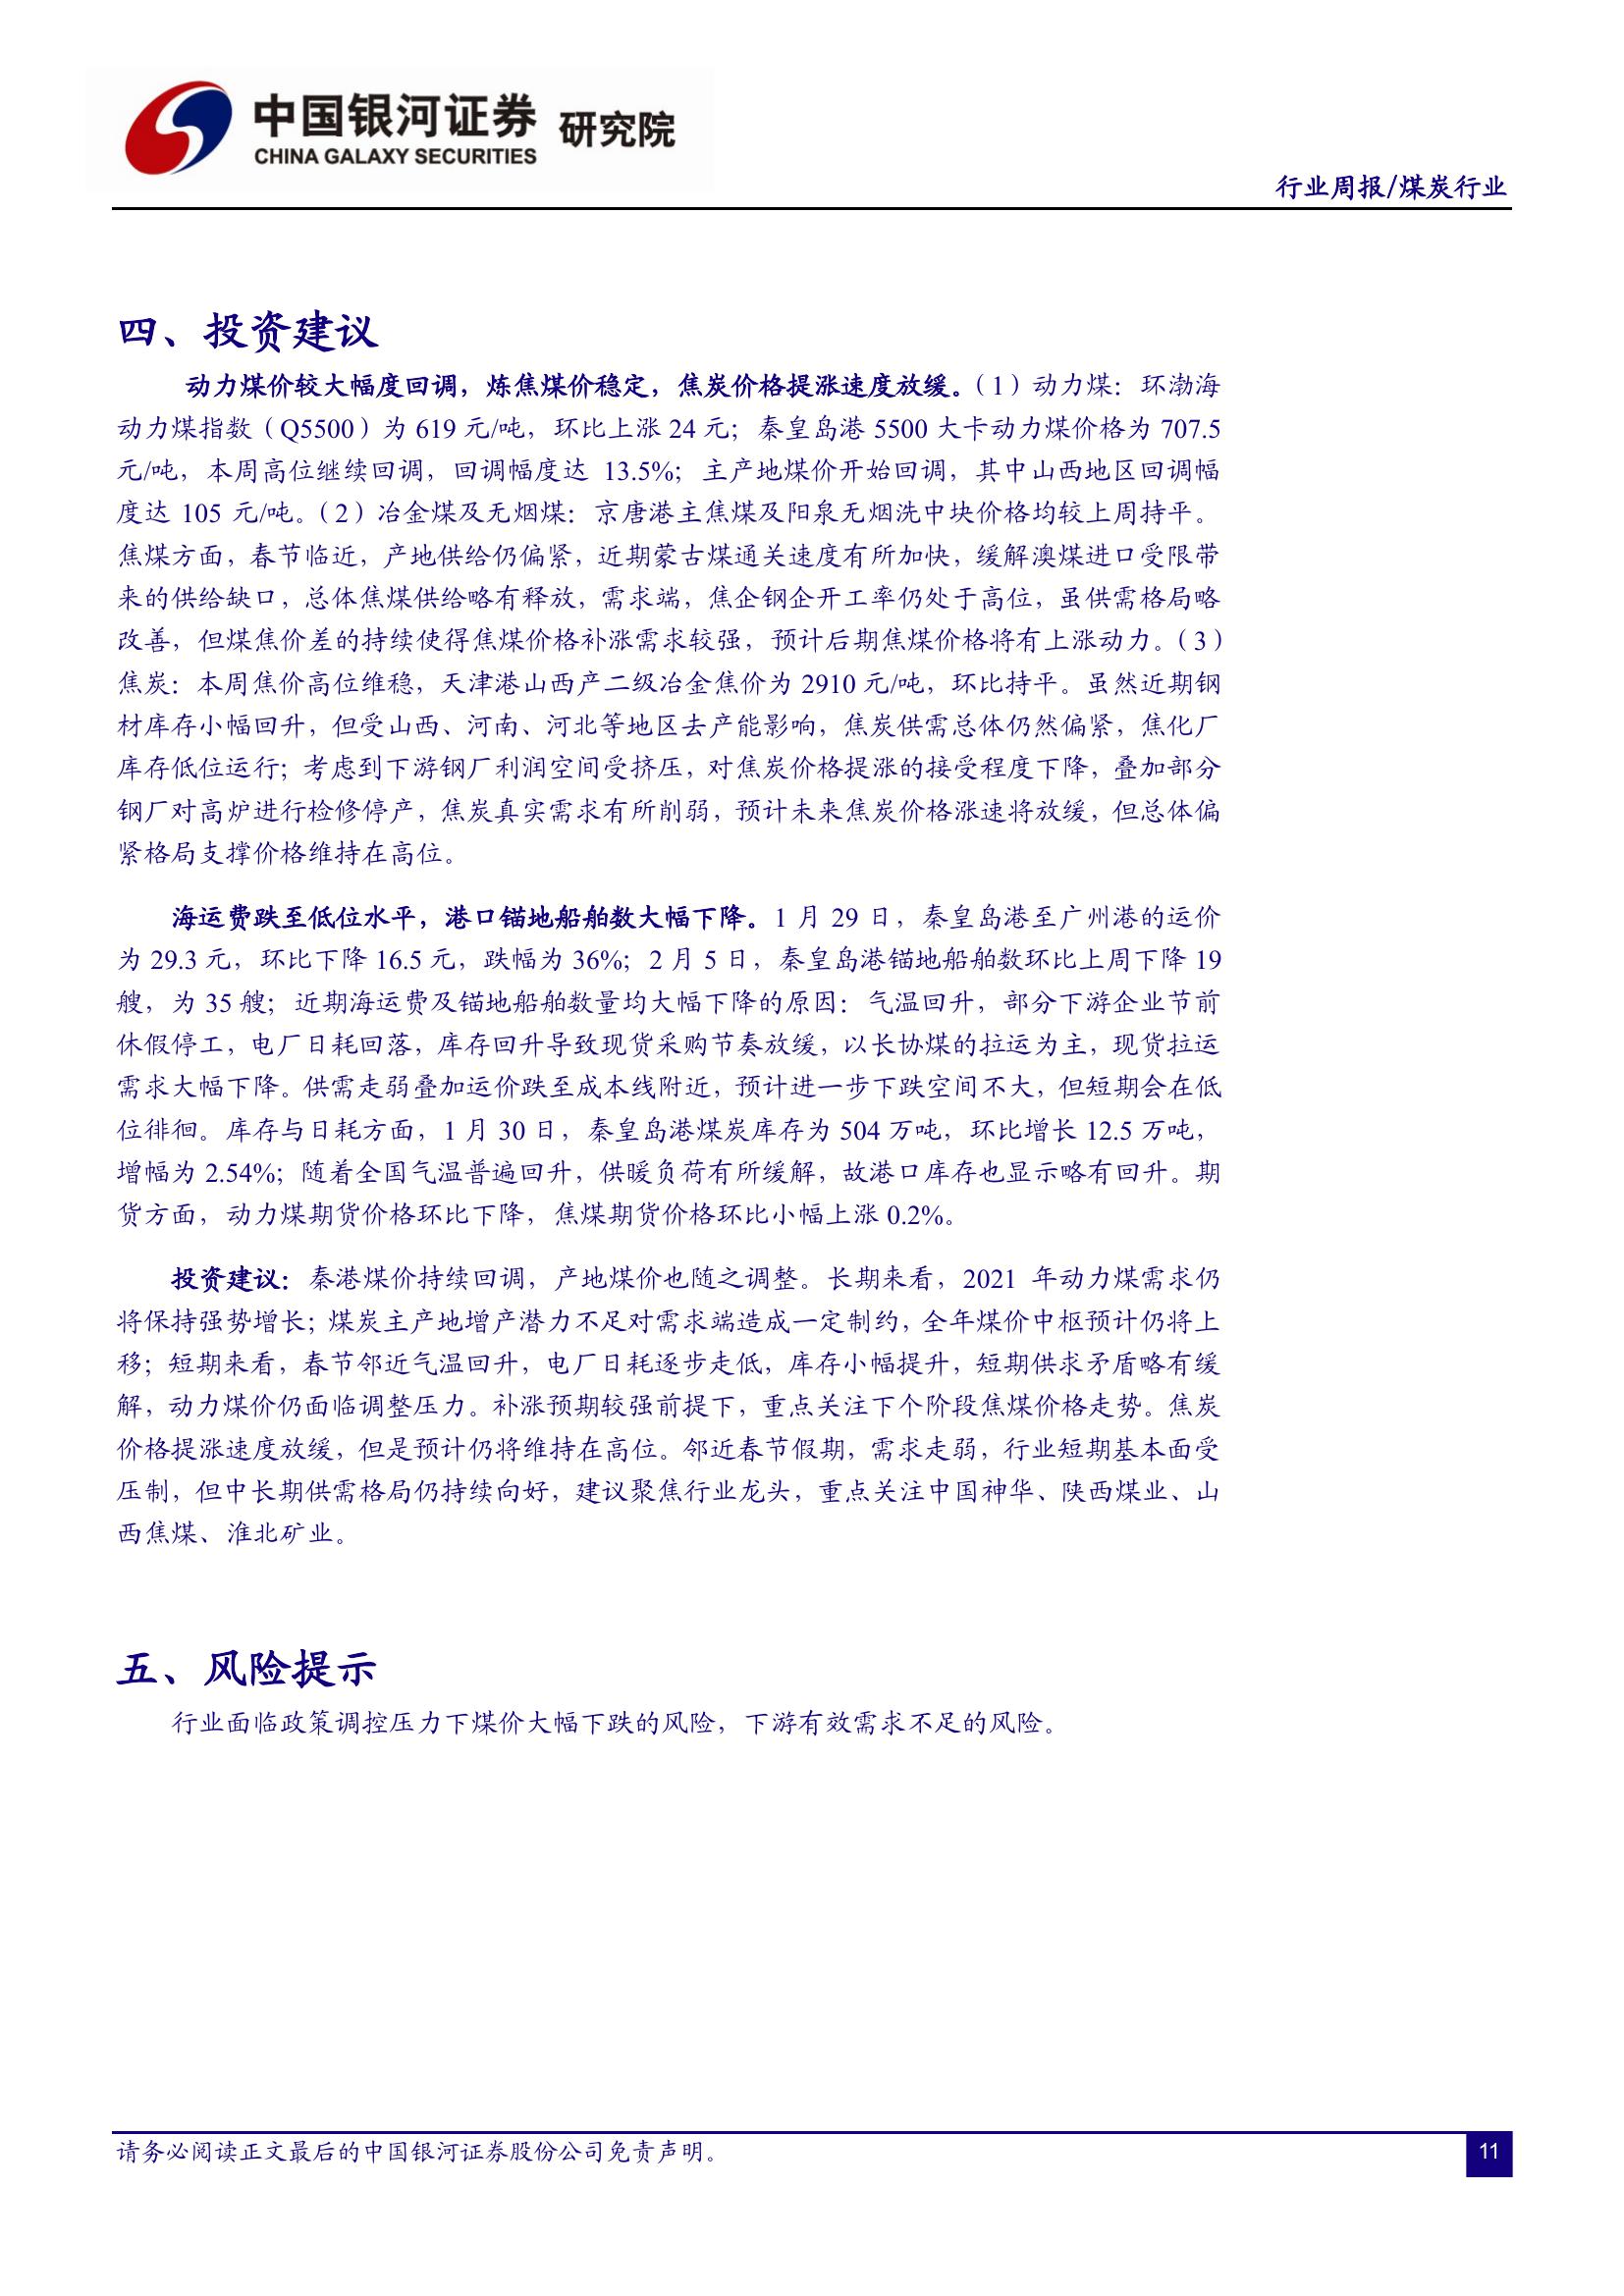 中国银河证券 研究院
CHINA GALAXY SECURITIES
行业周报/煤炭行业
四、投资建议
动力煤价较大幅度回调，炼焦煤价稳定，焦炭价格提涨速度放缓。（1）动力煤：环渤海
动力煤指数（Q5500）为 619 元/吨，环比上涨 24 元；秦皇岛港 5500 大卡动力煤价格为 707.5
元/吨，本周高位继续回调，回调幅度达 13.5%；主产地煤价开始回调，其中山西地区回调幅
度达 105 元/吨。（2）冶金煤及无烟煤：京唐港主焦煤及阳泉无烟洗中块价格均较上周持平。
焦煤方面，春节临近，产地供给仍偏紧，近期蒙古煤通关速度有所加快，缓解澳煤进口受限带
来的供给缺口，总体焦煤供给略有释放，需求端，焦企钢企开工率仍处于高位，虽供需格局略
改善，但煤焦价差的持续使得焦煤价格补涨需求较强，预计后期焦煤价格将有上涨动力。（3）
焦炭：本周焦价高位维稳，天津港山西产二级冶金焦价为 2910 元/吨，环比持平。虽然近期钢
材库存小幅回升，但受山西、河南、河北等地区去产能影响，焦炭供需总体仍然偏紧，焦化厂
库存低位运行；考虑到下游钢厂利润空间受挤压，对焦炭价格提涨的接受程度下降，叠加部分
钢厂对高炉进行检修停产，焦炭真实需求有所削弱，预计未来焦炭价格涨速将放缓，但总体偏
紧格局支撑价格维持在高位。
海运费跌至低位水平，港口锚地船舶数大幅下降。1 月 29 日，秦皇岛港至广州港的运价
为 29.3 元，环比下降 16.5 元，跌幅为 36%；2 月 5 日，秦皇岛港锚地船舶数环比上周下降 19
艘，为 35 艘；近期海运费及锚地船舶数量均大幅下降的原因：气温回升，部分下游企业节前
休假停工，电厂日耗回落，库存回升导致现货采购节奏放缓，以长协煤的拉运为主，现货拉运
需求大幅下降。供需走弱叠加运价跌至成本线附近，预计进一步下跌空间不大，但短期会在低
位徘徊。库存与日耗方面，1 月 30 日，秦皇岛港煤炭库存为 504 万吨，环比增长 12.5 万吨，
增幅为 2.54%；随着全国气温普遍回升，供暖负荷有所缓解，故港口库存也显示略有回升。期
货方面，动力煤期货价格环比下降，焦煤期货价格环比小幅上涨 0.2%。
投资建议：秦港煤价持续回调，产地煤价也随之调整。长期来看，2021 年动力煤需求仍
将保持强势增长；煤炭主产地增产潜力不足对需求端造成一定制约，全年煤价中枢预计仍将上
移；短期来看，春节邻近气温回升，电厂日耗逐步走低，库存小幅提升，短期供求矛盾略有缓
解，动力煤价仍面临调整压力。补涨预期较强前提下，重点关注下个阶段焦煤价格走势。焦炭
价格提涨速度放缓，但是预计仍将维持在高位。邻近春节假期，需求走弱，行业短期基本面受
压制，但中长期供需格局仍持续向好，建议聚焦行业龙头，重点关注中国神华、陕西煤业、山
西焦煤、淮北矿业。
五、风险提示
行业面临政策调控压力下煤价大幅下跌的风险，下游有效需求不足的风险。
请务必阅读正文最后的中国银河证券股份公司免责声明。
11